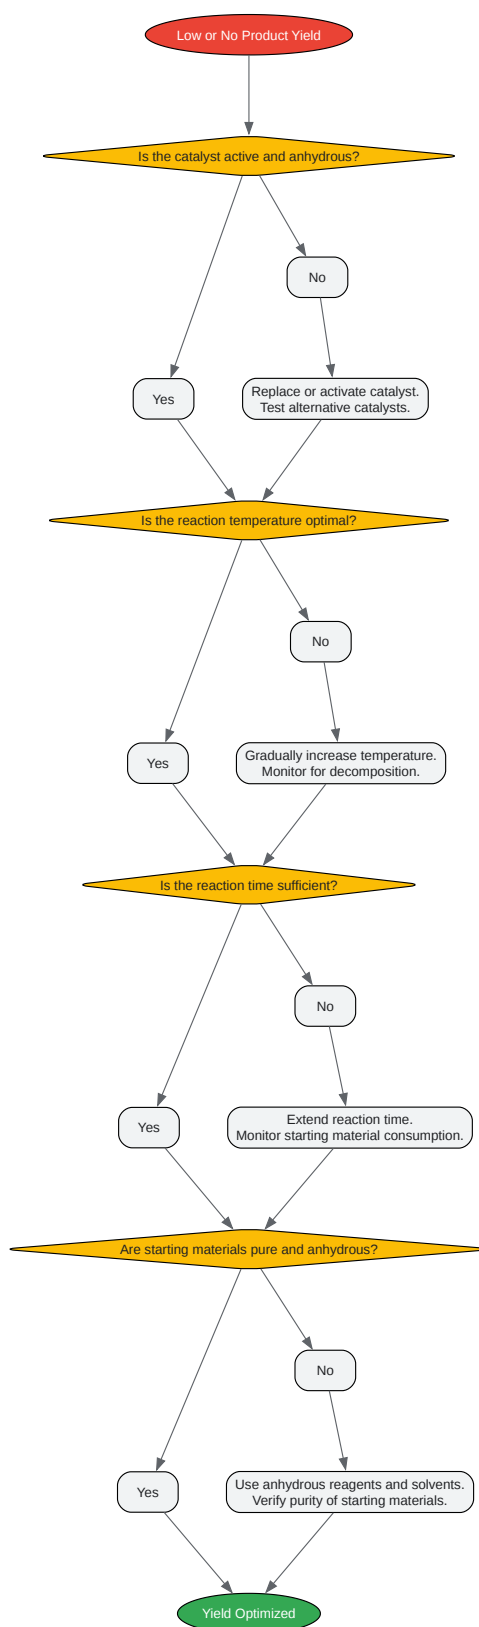 Low or No Product Yield
Is the catalyst active and anhydrous?
No
Yes
Replace or activate catalyst.
Test alternative catalysts.
Is the reaction temperature optimal?
No
Yes
Gradually increase temperature.
Monitor for decomposition.
Is the reaction time sufficient?
No
Yes
Extend reaction time.
Monitor starting material consumption.
Are starting materials pure and anhydrous?
No
Yes
Use anhydrous reagents and solvents.
Verify purity of starting materials.
Yield Optimized